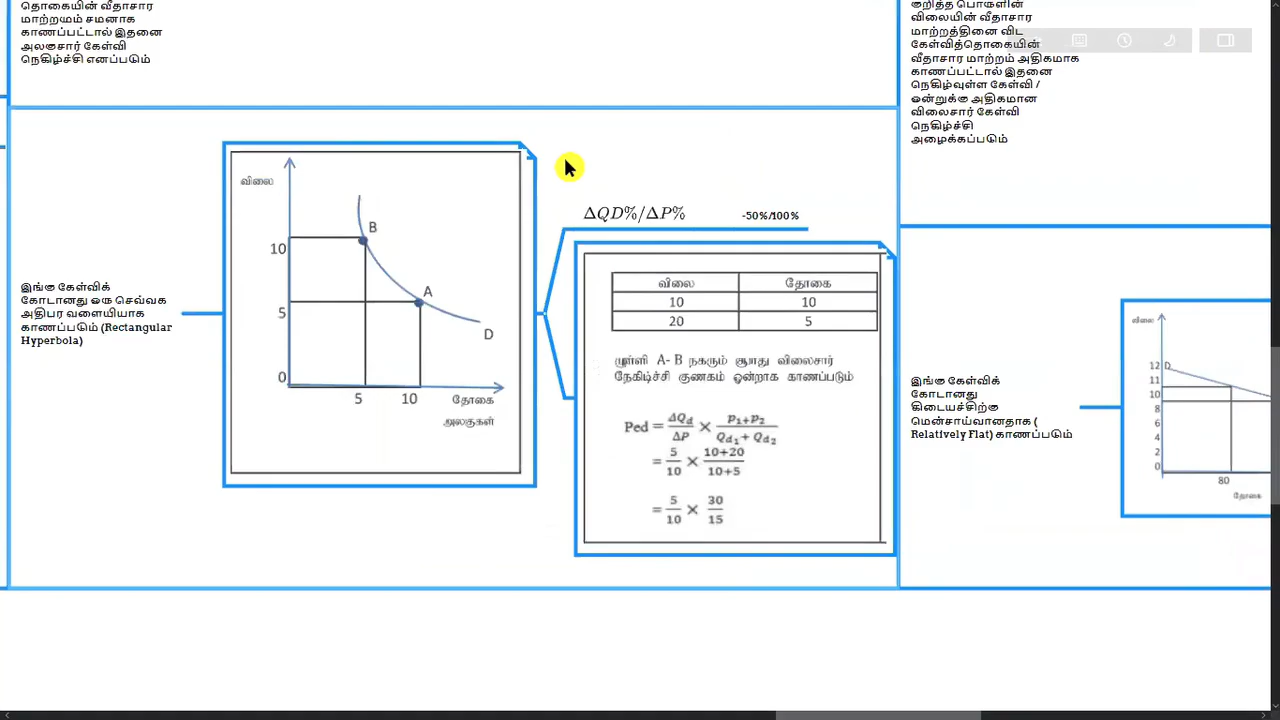 தொகையின் வீதாசார
மாற்றமும் சமனாக
காணப்பட்டால் இதனை
அலகுசார் கேள்வி
நெகிழ்ச்சி எனப்படும்
இங்கு கேள்விக்
கோடானது ஒரு செவ்வக
அதிபர வளையியாக
காணப்படும் (Rectangular
Hyperbola)
விலை
B
10
A
5
D
0
5 10 தோகை
அலகுகள்
ΔQD%/ΔP% -50%/100%
விலை தோகை
10 10
20 5
A- B நகரும் விலைசார்
நேகிடிச்சி குணகம் ஓன்றாக காணப்படும்
Ped = ΔQd/ΔP × P1+P2/Qd1+ Qd2
= 5/10 × 10+20/10+5
= 5/10 × 30/15
குறித்த பொருளின்
விலையின் வீதாசார
மாற்றத்தினை விட
கேள்வித்தொகையின்
வீதாசார மாற்றம் அதிகமாக
காணப்பட்டால் இதனை
நெகிழ்வுள்ள கேள்வி /
ஒன்றுக்கு அதிகமான
விலைசார் கேள்வி
நெகிழ்ச்சி
அழைக்கப்படும்
இங்கு கேள்விக்
கோடானது
கிடையச்சிற்கு
மென்சாய்வானதாக (
Relatively Flat) காணப்படும்
விலை
12 D
11
10
8
6
4
2
0
80
தோகை